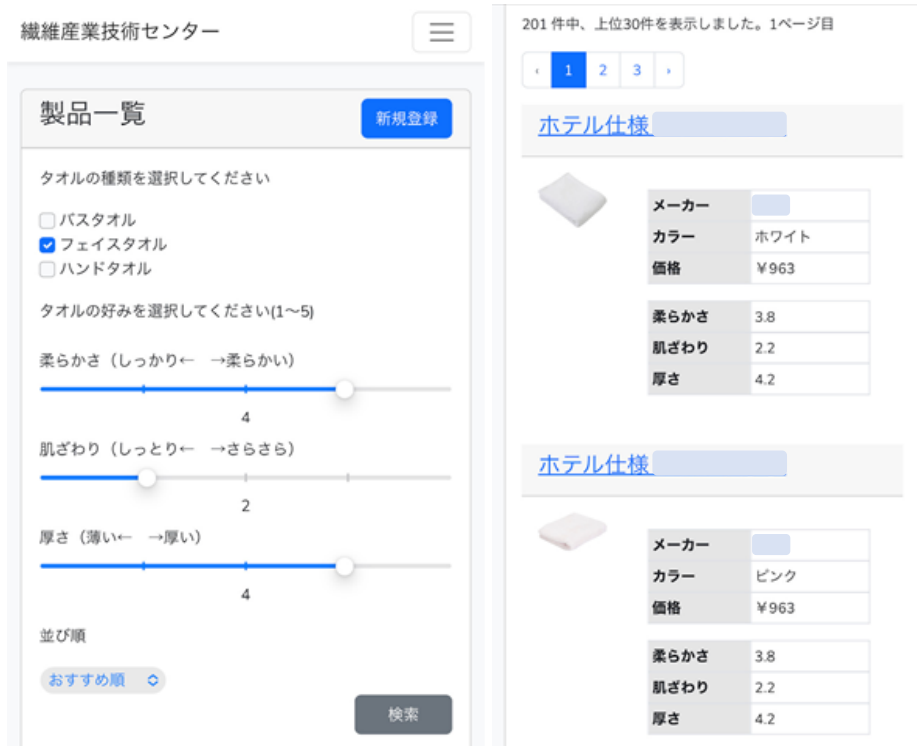 繊維産業技術センター
製品一覧
新規登録
タオルの種類を選択してください
バスタオル
フェイスタオル
ハンドタオル
タオルの好みを選択してください(1〜5)
柔らかさ（しっかり← →柔らかい）
4
肌ざわり（しっとり← →さらさら）
2
厚さ（薄い← →厚い）
4
並び順
おすすめ順
検索
201 件中、上位30件を表示しました。1ページ目
‹ 1 2 3 ›
ホテル仕様
メーカー
カラー ホワイト
価格 ￥963
柔らかさ 3.8
肌ざわり 2.2
厚さ 4.2
ホテル仕様
メーカー
カラー ピンク
価格 ￥963
柔らかさ 3.8
肌ざわり 2.2
厚さ 4.2